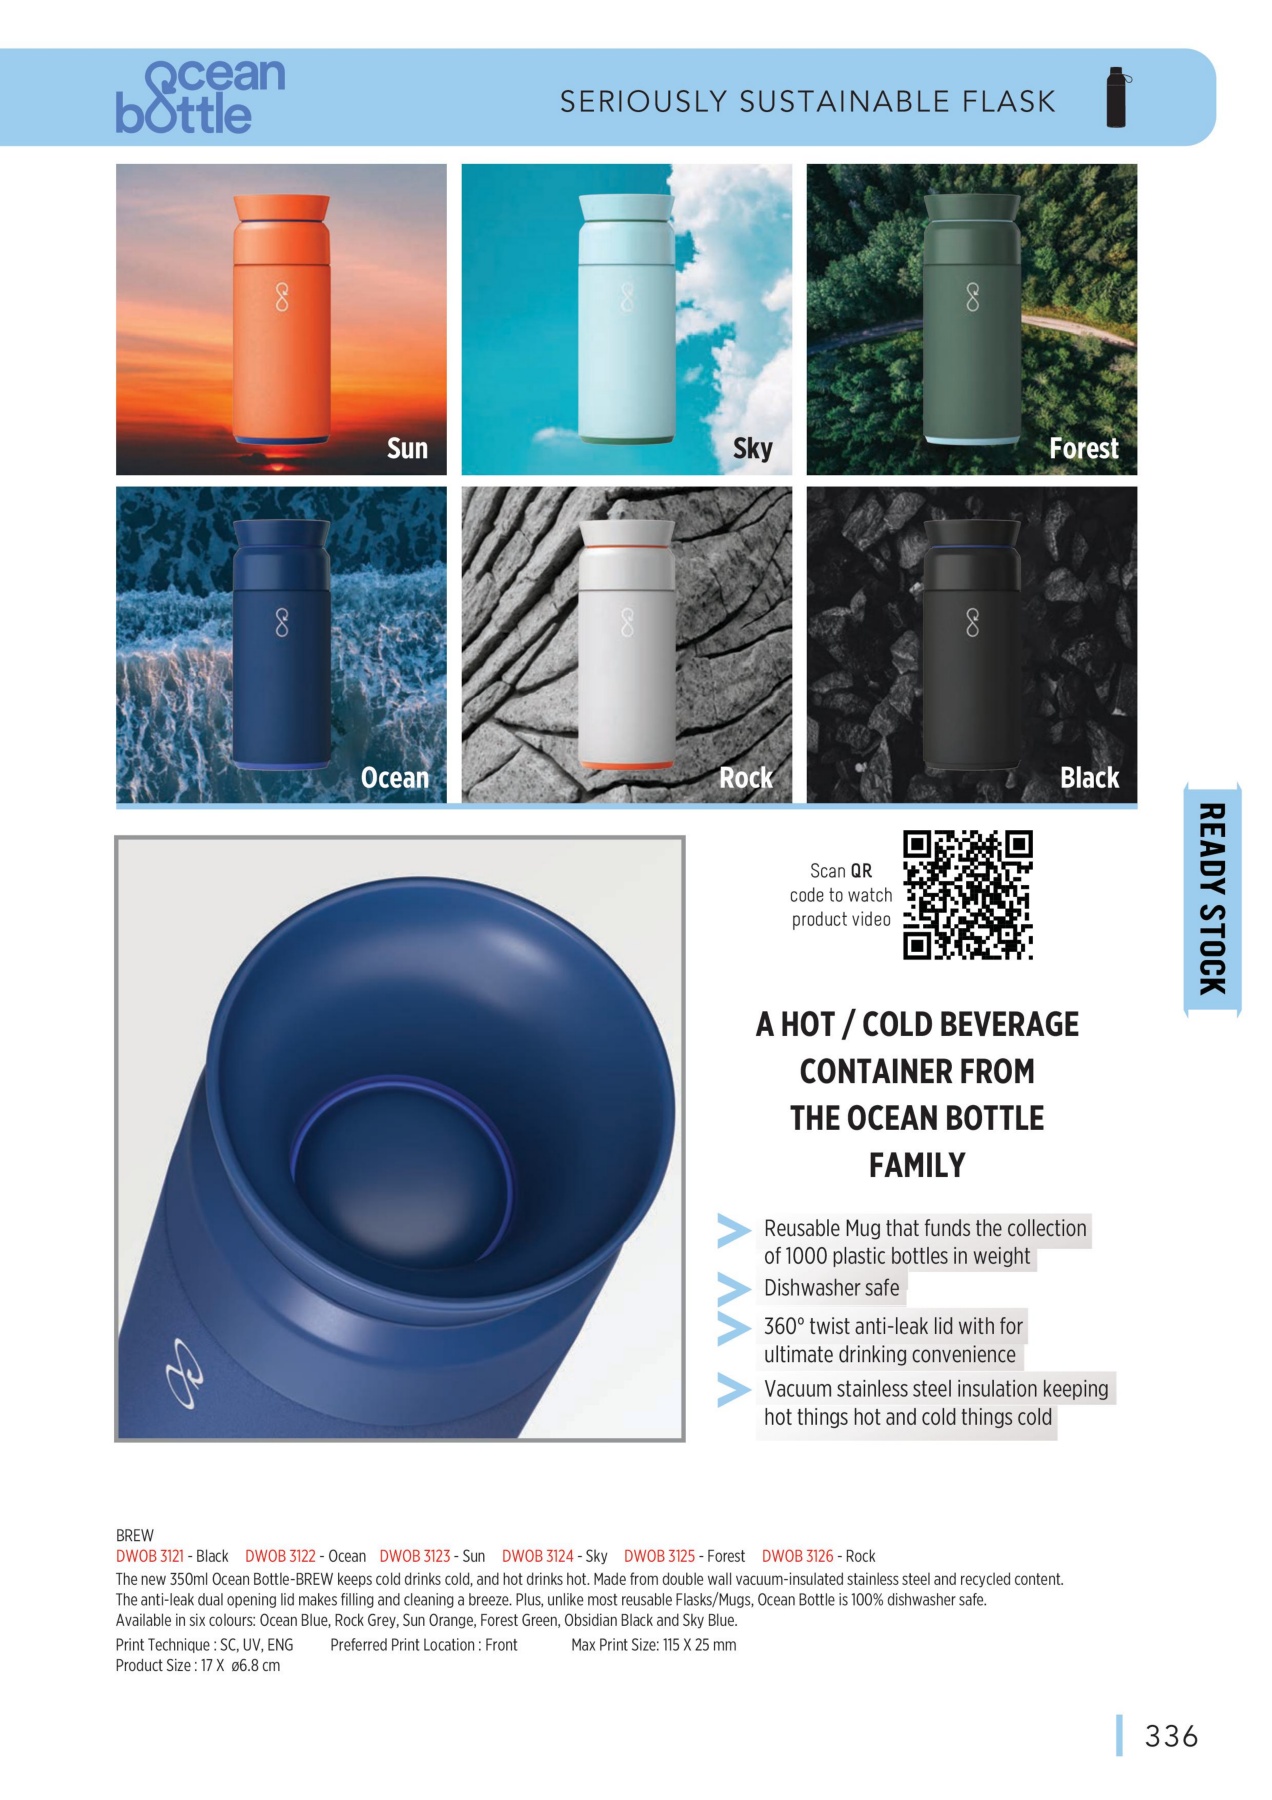 ocean
bottle
SERIOUSLY SUSTAINABLE FLASK
Sun
Sky
Forest
Ocean
Rock
Black
READY STOCK
Scan QR
code to watch
product video
A HOT / COLD BEVERAGE
CONTAINER FROM
THE OCEAN BOTTLE
FAMILY
Reusable Mug that funds the collection
of 1000 plastic bottles in weight
Dishwasher safe
360º twist anti-leak lid with for
ultimate drinking convenience
Vacuum stainless steel insulation keeping
hot things hot and cold things cold
BREW
DWOB 3121 - Black DWOB 3122 - Ocean DWOB 3123 - Sun DWOB 3124 - Sky DWOB 3125 - Forest DWOB 3126 - Rock
The new 350ml Ocean Bottle-BREW keeps cold drinks cold, and hot drinks hot. Made from double wall vacuum-insulated stainless steel and recycled content.
The anti-leak dual opening lid makes filling and cleaning a breeze. Plus, unlike most reusable Flasks/Mugs, Ocean Bottle is 100% dishwasher safe.
Available in six colours: Ocean Blue, Rock Grey, Sun Orange, Forest Green, Obsidian Black and Sky Blue.
Print Technique : SC, UV, ENG Preferred Print Location : Front Max Print Size: 115 X 25 mm
Product Size : 17 X ø6.8 cm
336